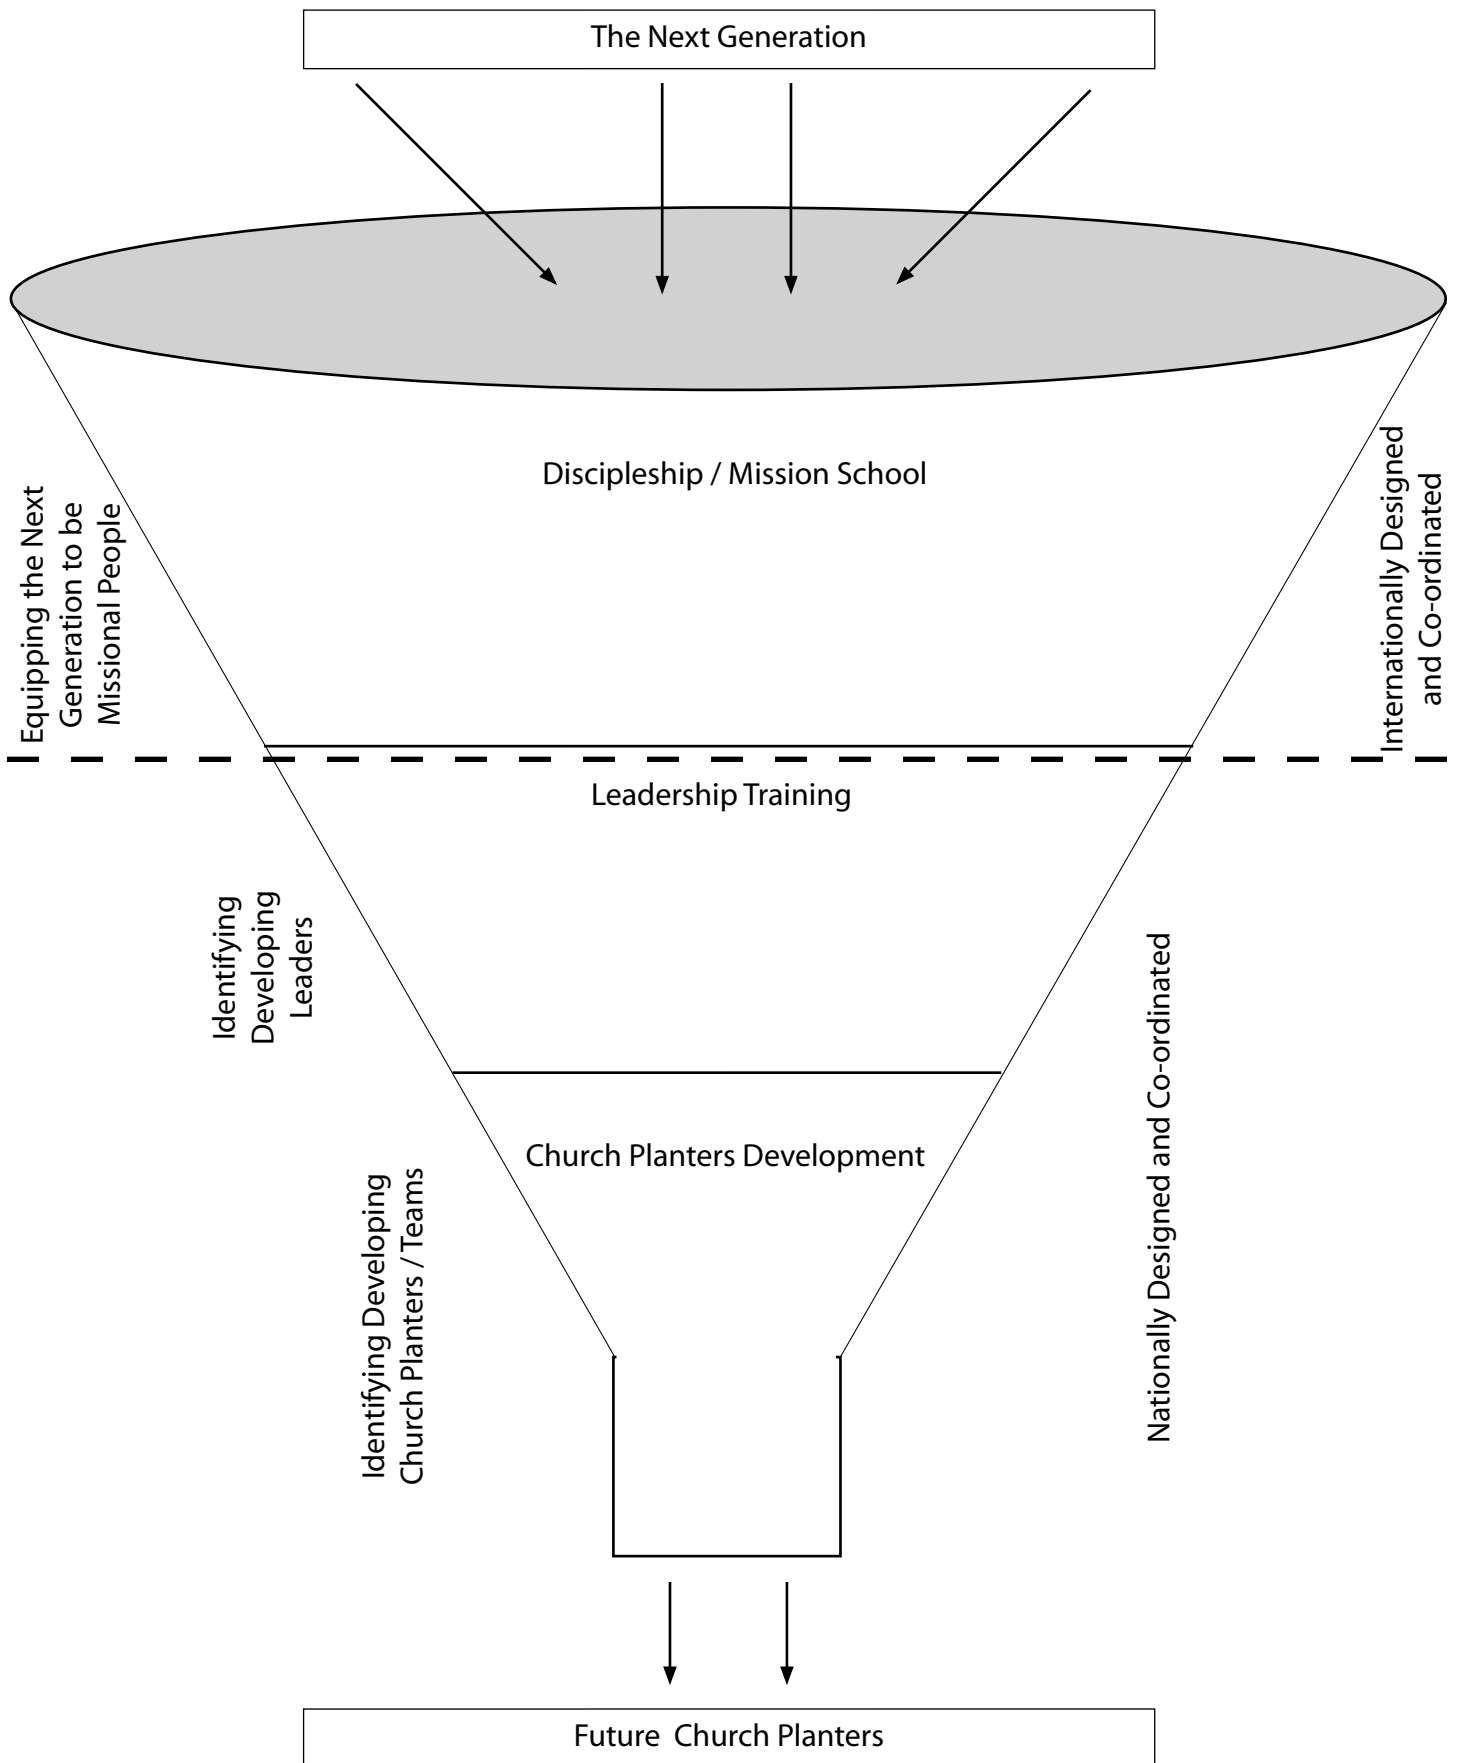 The Next Generation
Discipleship / Mission School
Equipping the Next
Generation to be
Missional People
Internationally Designed
and Co-ordinated
Leadership Training
Identifying
Developing
Leaders
Nationally Designed and Co-ordinated
Church Planters Development
Identifying Developing
Church Planters / Teams
Future Church Planters